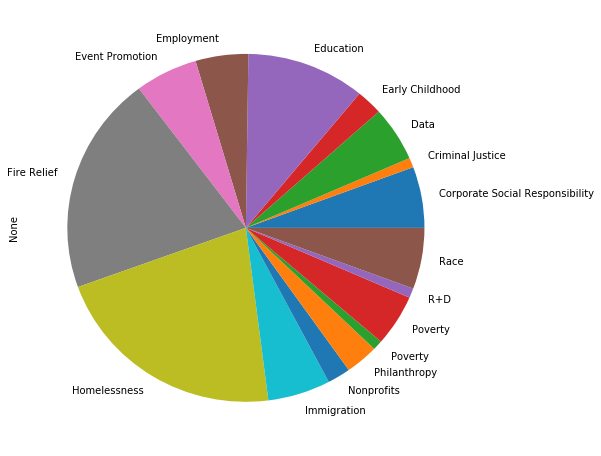 Employment
Education
Event Promotion
Early Childhood
Data
Criminal Justice
Fire Relief
Corporate Social Responsibility
None
Race
R+D
Poverty
Poverty
Philanthropy
Homelessness
Nonprofits
Immigration